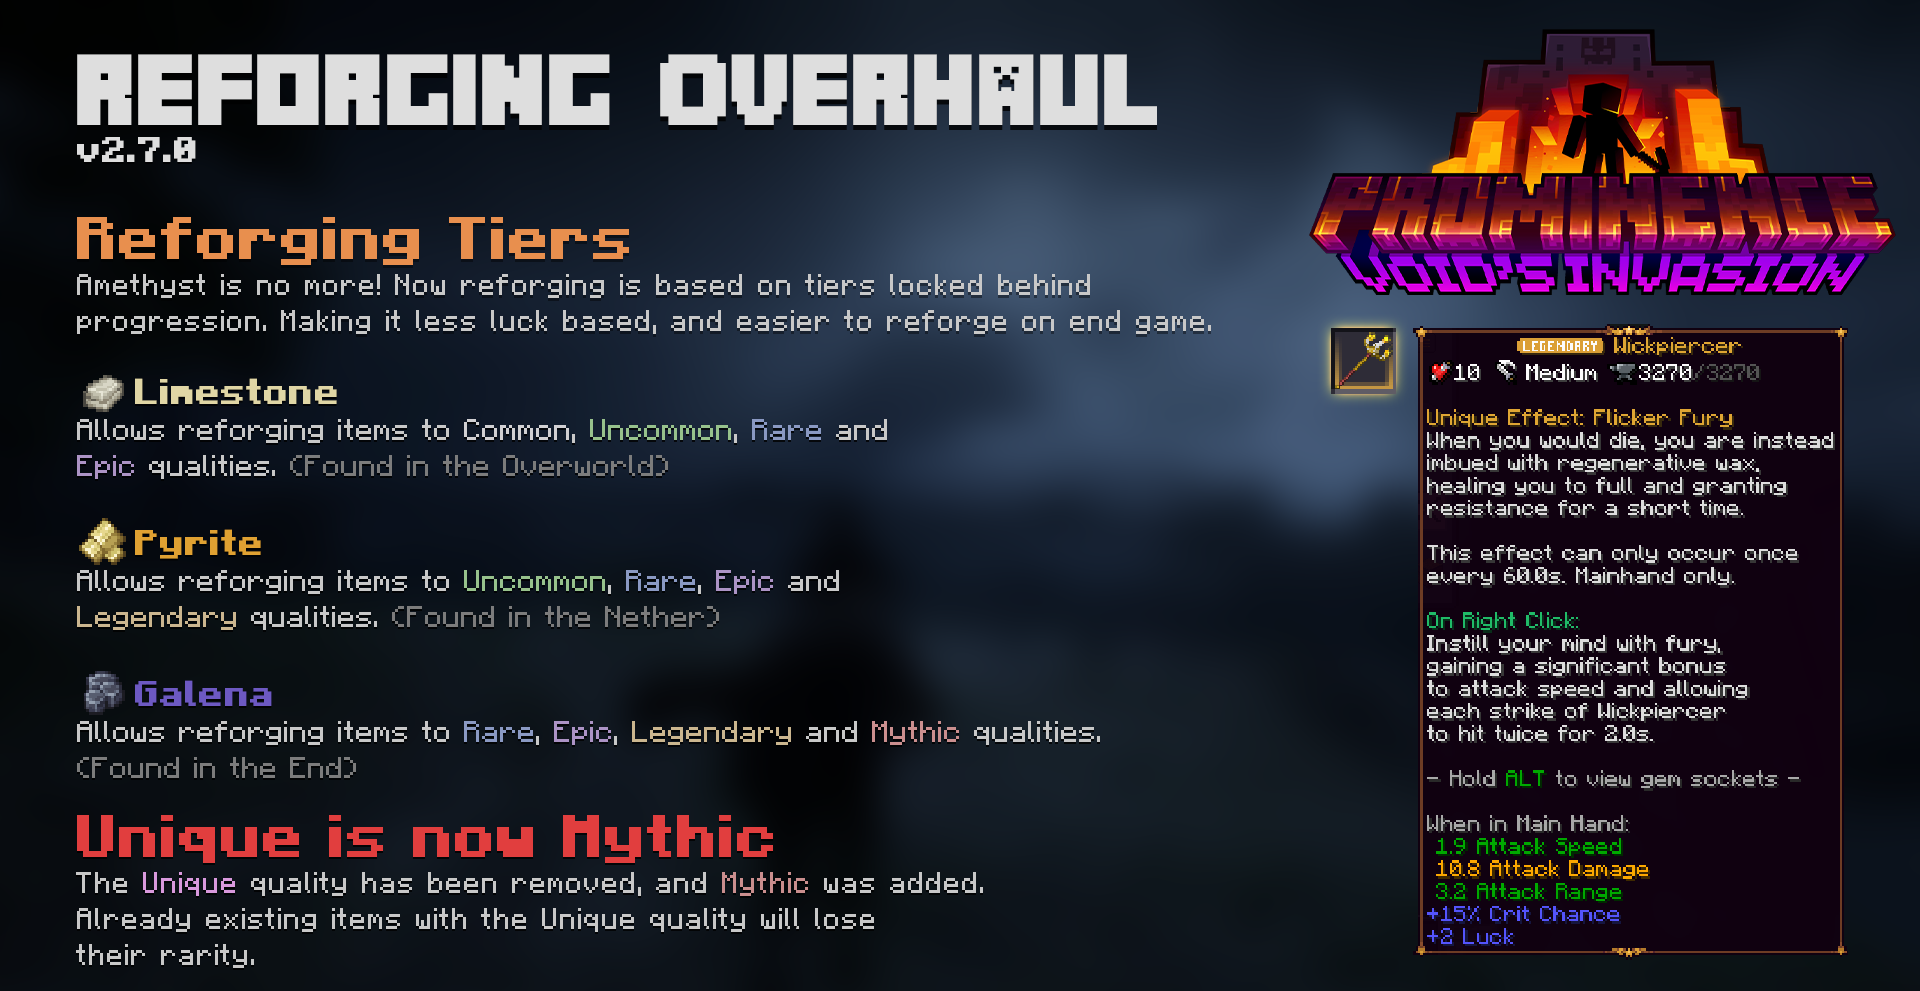 REFORGING OVERHAUL
v2.7.0
Reforging Tiers
Amethyst is no more! Now reforging is based on tiers locked behind
progression. Making it less luck based, and easier to reforge on end game.
Limestone
Allows reforging items to Common, Uncommon, Rare and
Epic qualities. (Found in the Overworld)
Pyrite
Allows reforging items to Uncommon, Rare, Epic and
Legendary qualities. (Found in the Nether)
Galena
Allows reforging items to Rare, Epic, Legendary and Mythic qualities.
(Found in the End)
Unique is now Mythic
The Unique quality has been removed, and Mythic was added.
Already existing items with the Unique quality will lose
their rarity.
PROMINENCE
VOID'S INVASION
LEGENDARY Wickpiercer
10 Medium 3270/3270
Unique Effect: Flicker Fury
When you would die, you are instead
imbued with regenerative wax,
healing you to full and granting
resistance for a short time.
This effect can only occur once
every 60.0s. Mainhand only.
On Right Click:
Instill your mind with fury,
gaining a significant bonus
to attack speed and allowing
each strike of Wickpiercer
to hit twice for 2.0s.
- Hold ALT to view gem sockets -
When in Main Hand:
1.9 Attack Speed
10.8 Attack Damage
3.2 Attack Range
+15% Crit Chance
+2 Luck